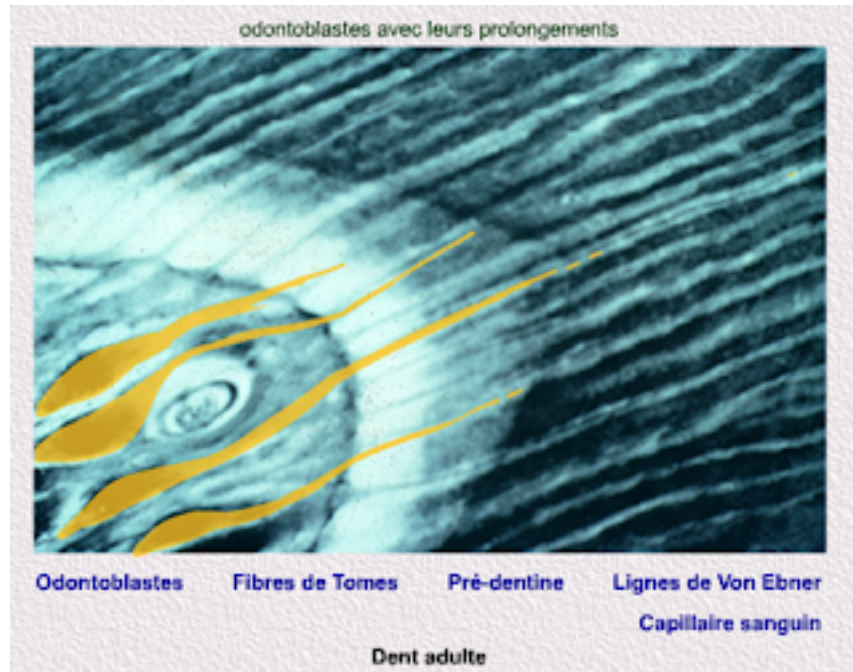 odontoblastes avec leurs prolongements
Odontoblastes Fibres de Tomes Pré-dentine Lignes de Von Ebner
Capillaire sanguin
Dent adulte